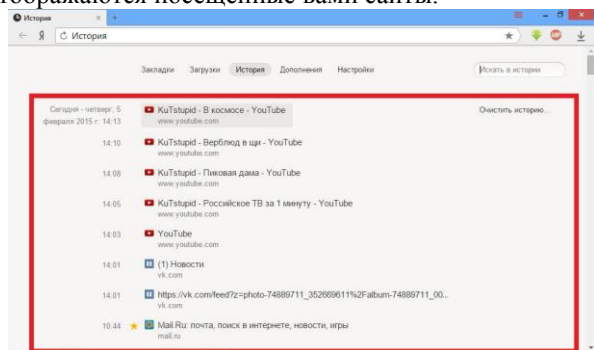 тображаются посещенные вами сайты.
История
Я
История
Закладки Загрузки История Дополнения Настройки
Искать в истории
Сегодня - четверг, 5 февраля 2015 г. 14:13
KuTstupid - В космосе - YouTube
www.youtube.com
Очистить историю...
14:10 KuTstupid - Верблюд в щи - YouTube
www.youtube.com
14:08 KuTstupid - Пиковая дама - YouTube
www.youtube.com
14:05 KuTstupid - Российское ТВ за 1 минуту - YouTube
www.youtube.com
14:03 YouTube
www.youtube.com
14:01 (1) Новости
vk.com
14:01 https://vk.com/feed?z=photo-74889711_352669611%2Falbum-74889711_00...
vk.com
10:44 Mail.Ru: почта, поиск в интернете, новости, игры
mail.ru